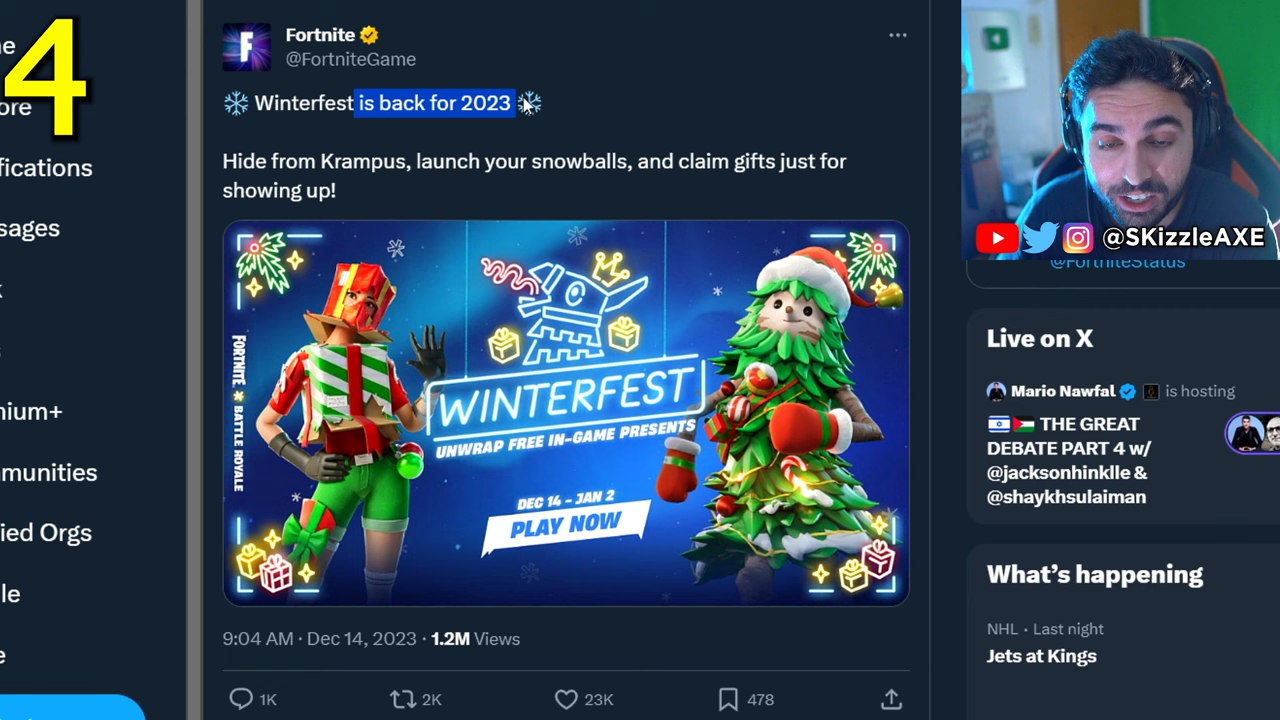 4
e
ore
fications
sages
k
s
mium+
munities
ied Orgs
le
e
Fortnite
@FortniteGame
❄️ Winterfest is back for 2023 ❄️
Hide from Krampus, launch your snowballs, and claim gifts just for
showing up!
FORTNITE * BATTLE ROYALE
WINTERFEST
UNWRAP FREE IN-GAME PRESENTS
DEC 14 - JAN 2
PLAY NOW
9:04 AM · Dec 14, 2023 · 1.2M Views
1K 2K 23K 478
@SKizzleAXE
@FortniteStatus
Live on X
Mario Nawfal is hosting
🇮🇱🇵🇸 THE GREAT
DEBATE PART 4 w/
@jacksonhinklle &
@shaykhsulaiman
What's happening
NHL · Last night
Jets at Kings